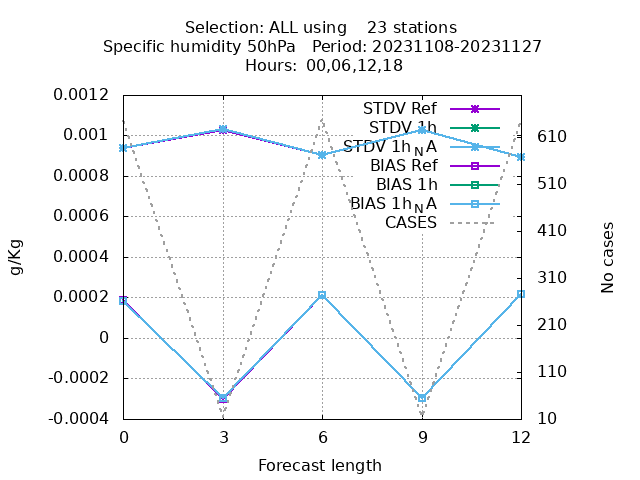 Selection: ALL using    23 stations
Specific humidity 50hPa   Period: 20231108-20231127
Hours:  00,06,12,18
0.0012
0.001
0.0008
0.0006
0.0004
0.0002
0
-0.0002
-0.0004
g/Kg
STDV Ref
STDV 1h
STDV 1h_NA
BIAS Ref
BIAS 1h
BIAS 1h_NA
CASES
610
510
410
310
210
110
10
No cases
0 3 6 9 12
Forecast length